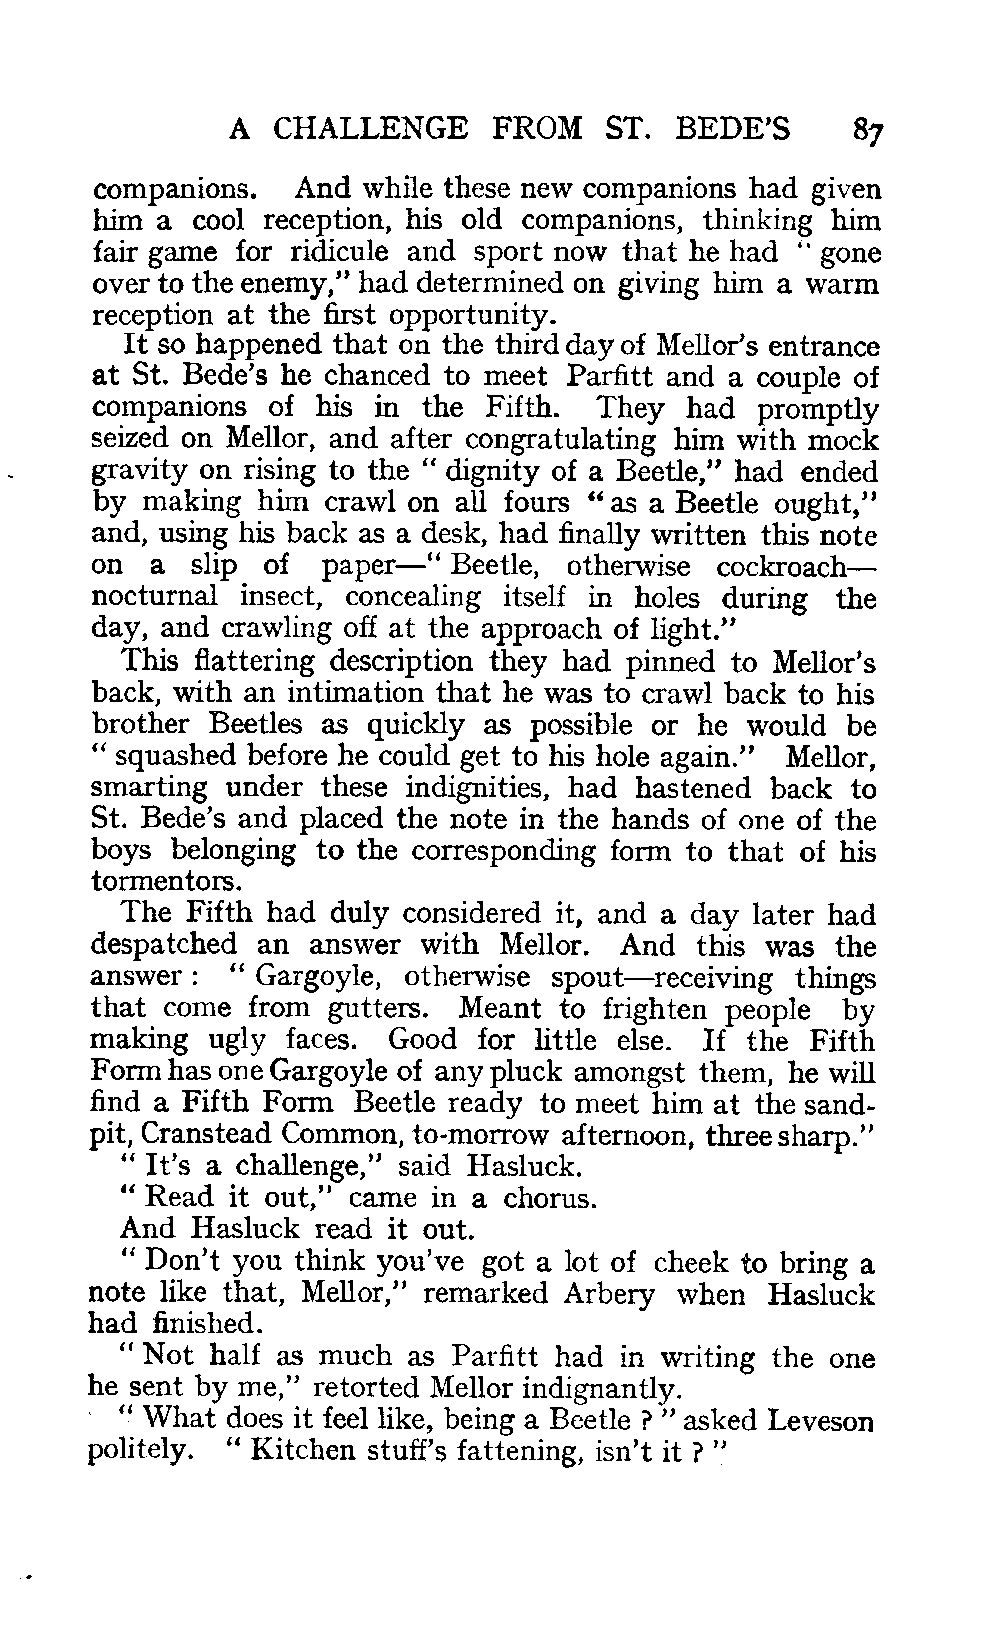 A CHALLENGE FROM ST. BEDE'S 87
companions. And while these new companions had given
him a cool reception, his old companions, thinking him
fair game for ridicule and sport now that he had " gone
over to the enemy," had determined on giving him a warm
reception at the first opportunity.
It so happened that on the third day of Mellor's entrance
at St. Bede's he chanced to meet Parfitt and a couple of
companions of his in the Fifth. They had promptly
seized on Mellor, and after congratulating him with mock
gravity on rising to the " dignity of a Beetle," had ended
by making him crawl on all fours " as a Beetle ought,"
and, using his back as a desk, had finally written this note
on a slip of paper—" Beetle, otherwise cockroach—
nocturnal insect, concealing itself in holes during the
day, and crawling off at the approach of light."
This flattering description they had pinned to Mellor's
back, with an intimation that he was to crawl back to his
brother Beetles as quickly as possible or he would be
" squashed before he could get to his hole again." Mellor,
smarting under these indignities, had hastened back to
St. Bede's and placed the note in the hands of one of the
boys belonging to the corresponding form to that of his
tormentors.
The Fifth had duly considered it, and a day later had
despatched an answer with Mellor. And this was the
answer : " Gargoyle, otherwise spout—receiving things
that come from gutters. Meant to frighten people by
making ugly faces. Good for little else. If the Fifth
Form has one Gargoyle of any pluck amongst them, he will
find a Fifth Form Beetle ready to meet him at the sand-
pit, Cranstead Common, to-morrow afternoon, three sharp."
" It's a challenge," said Hasluck.
" Read it out," came in a chorus.
And Hasluck read it out.
" Don't you think you've got a lot of cheek to bring a
note like that, Mellor," remarked Arbery when Hasluck
had finished.
" Not half as much as Parfitt had in writing the one
he sent by me," retorted Mellor indignantly.
" What does it feel like, being a Beetle ? " asked Leveson
politely. " Kitchen stuff's fattening, isn't it ? "